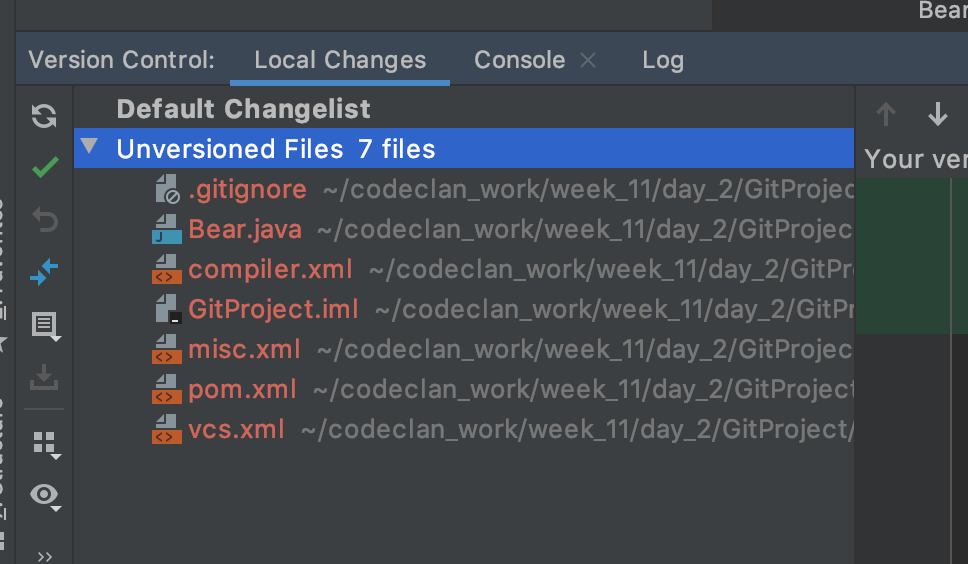 Bear
Version Control: Local Changes Console Log
Default Changelist
Unversioned Files 7 files
Your ver
.gitignore ~/codeclan_work/week_11/day_2/GitProjec
Bear.java ~/codeclan_work/week_11/day_2/GitProjec
compiler.xml ~/codeclan_work/week_11/day_2/GitPr
GitProject.iml ~/codeclan_work/week_11/day_2/GitPr
misc.xml ~/codeclan_work/week_11/day_2/GitProjec
pom.xml ~/codeclan_work/week_11/day_2/GitProject
vcs.xml ~/codeclan_work/week_11/day_2/GitProject/